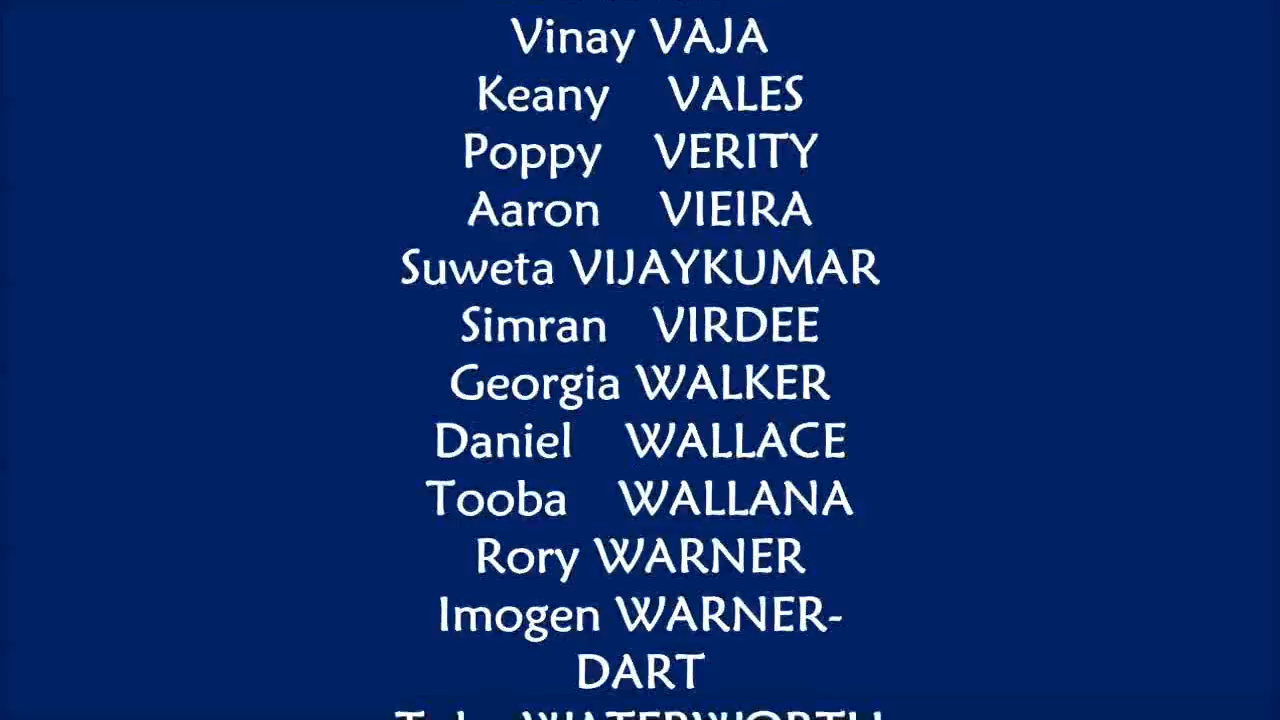 Vinay VAJA
Keany VALES
Poppy VERITY
Aaron VIEIRA
Suweta VIJAYKUMAR
Simran VIRDEE
Georgia WALKER
Daniel WALLACE
Tooba WALLANA
Rory WARNER
Imogen WARNER-
DART
WATERWORTH